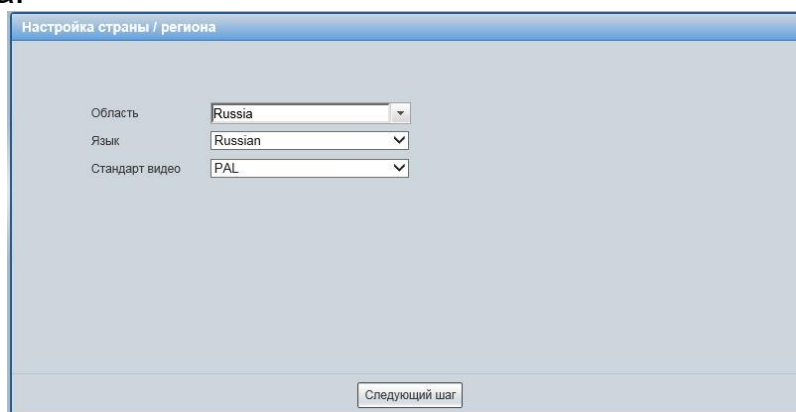 Настройка страны / региона
Область Russia
Язык Russian
Стандарт видео PAL
Следующий шаг